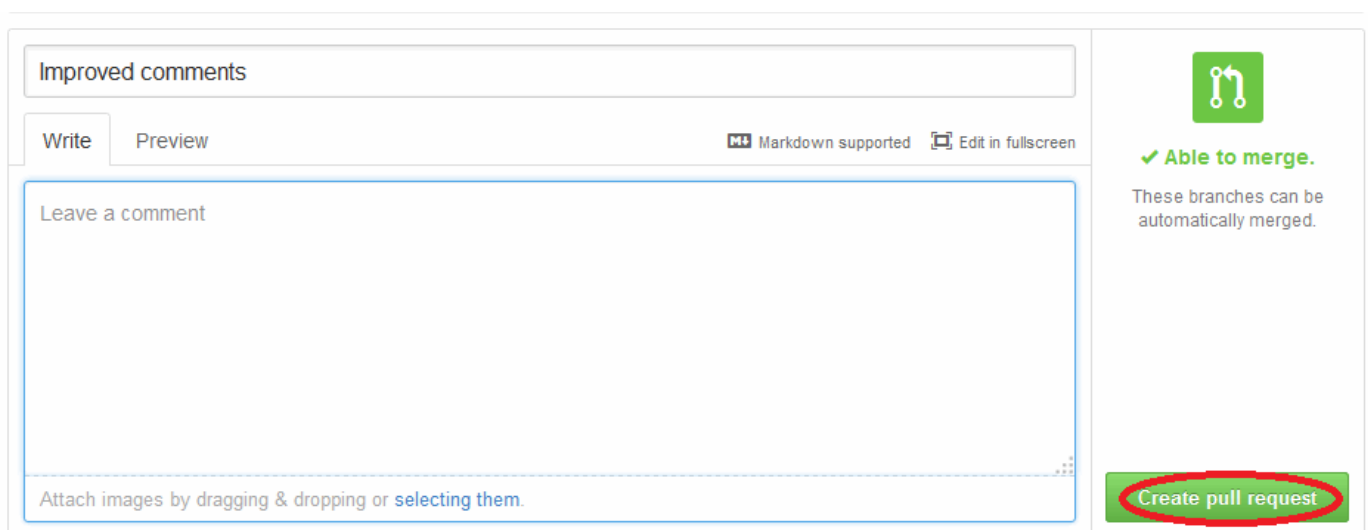 Improved comments
Write Preview Markdown supported Edit in fullscreen
Able to merge.
These branches can be
automatically merged.
Leave a comment
Attach images by dragging & dropping or selecting them.
Create pull request